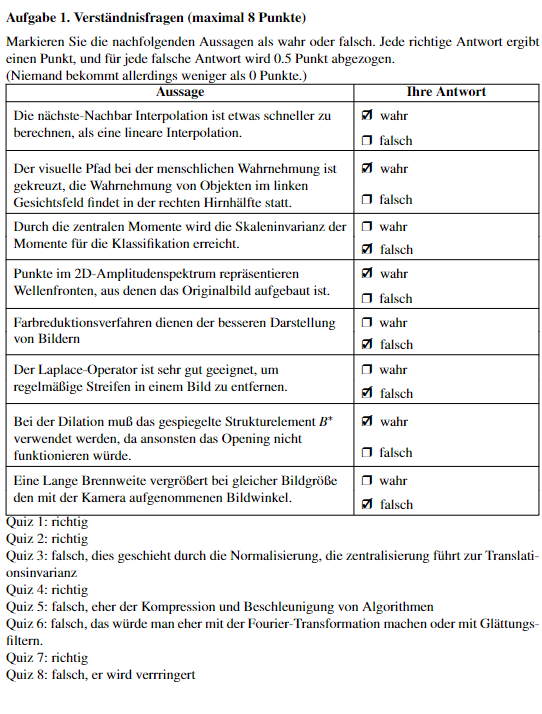 Aufgabe 1. Verständnisfragen (maximal 8 Punkte)
Markieren Sie die nachfolgenden Aussagen als wahr oder falsch. Jede richtige Antwort ergibt
einen Punkt, und für jede falsche Antwort wird 0.5 Punkt abgezogen.
(Niemand bekommt allerdings weniger als 0 Punkte.)
Aussage Ihre Antwort
Die nächste-Nachbar Interpolation ist etwas schneller zu
berechnen, als eine lineare Interpolation.
☑ wahr
☐ falsch
Der visuelle Pfad bei der menschlichen Wahrnehmung ist
gekreuzt, die Wahrnehmung von Objekten im linken
Gesichtsfeld findet in der rechten Hirnhälfte statt.
☑ wahr
☐ falsch
Durch die zentralen Momente wird die Skaleninvarianz der
Momente für die Klassifikation erreicht.
☐ wahr
☑ falsch
Punkte im 2D-Amplitudenspektrum repräsentieren
Wellenfronten, aus denen das Originalbild aufgebaut ist.
☑ wahr
☐ falsch
Farbreduktionsverfahren dienen der besseren Darstellung
von Bildern
☐ wahr
☑ falsch
Der Laplace-Operator ist sehr gut geeignet, um
regelmäßige Streifen in einem Bild zu entfernen.
☐ wahr
☑ falsch
Bei der Dilation muß das gespiegelte Strukturelement B*
verwendet werden, da ansonsten das Opening nicht
funktionieren würde.
☑ wahr
☐ falsch
Eine Lange Brennweite vergrößert bei gleicher Bildgröße
den mit der Kamera aufgenommenen Bildwinkel.
☐ wahr
☑ falsch
Quiz 1: richtig
Quiz 2: richtig
Quiz 3: falsch, dies geschieht durch die Normalisierung, die zentralisierung führt zur Translati-
onsinvarianz
Quiz 4: richtig
Quiz 5: falsch, eher der Kompression und Beschleunigung von Algorithmen
Quiz 6: falsch, das würde man eher mit der Fourier-Transformation machen oder mit Glättungs-
filtern.
Quiz 7: richtig
Quiz 8: falsch, er wird verrringert